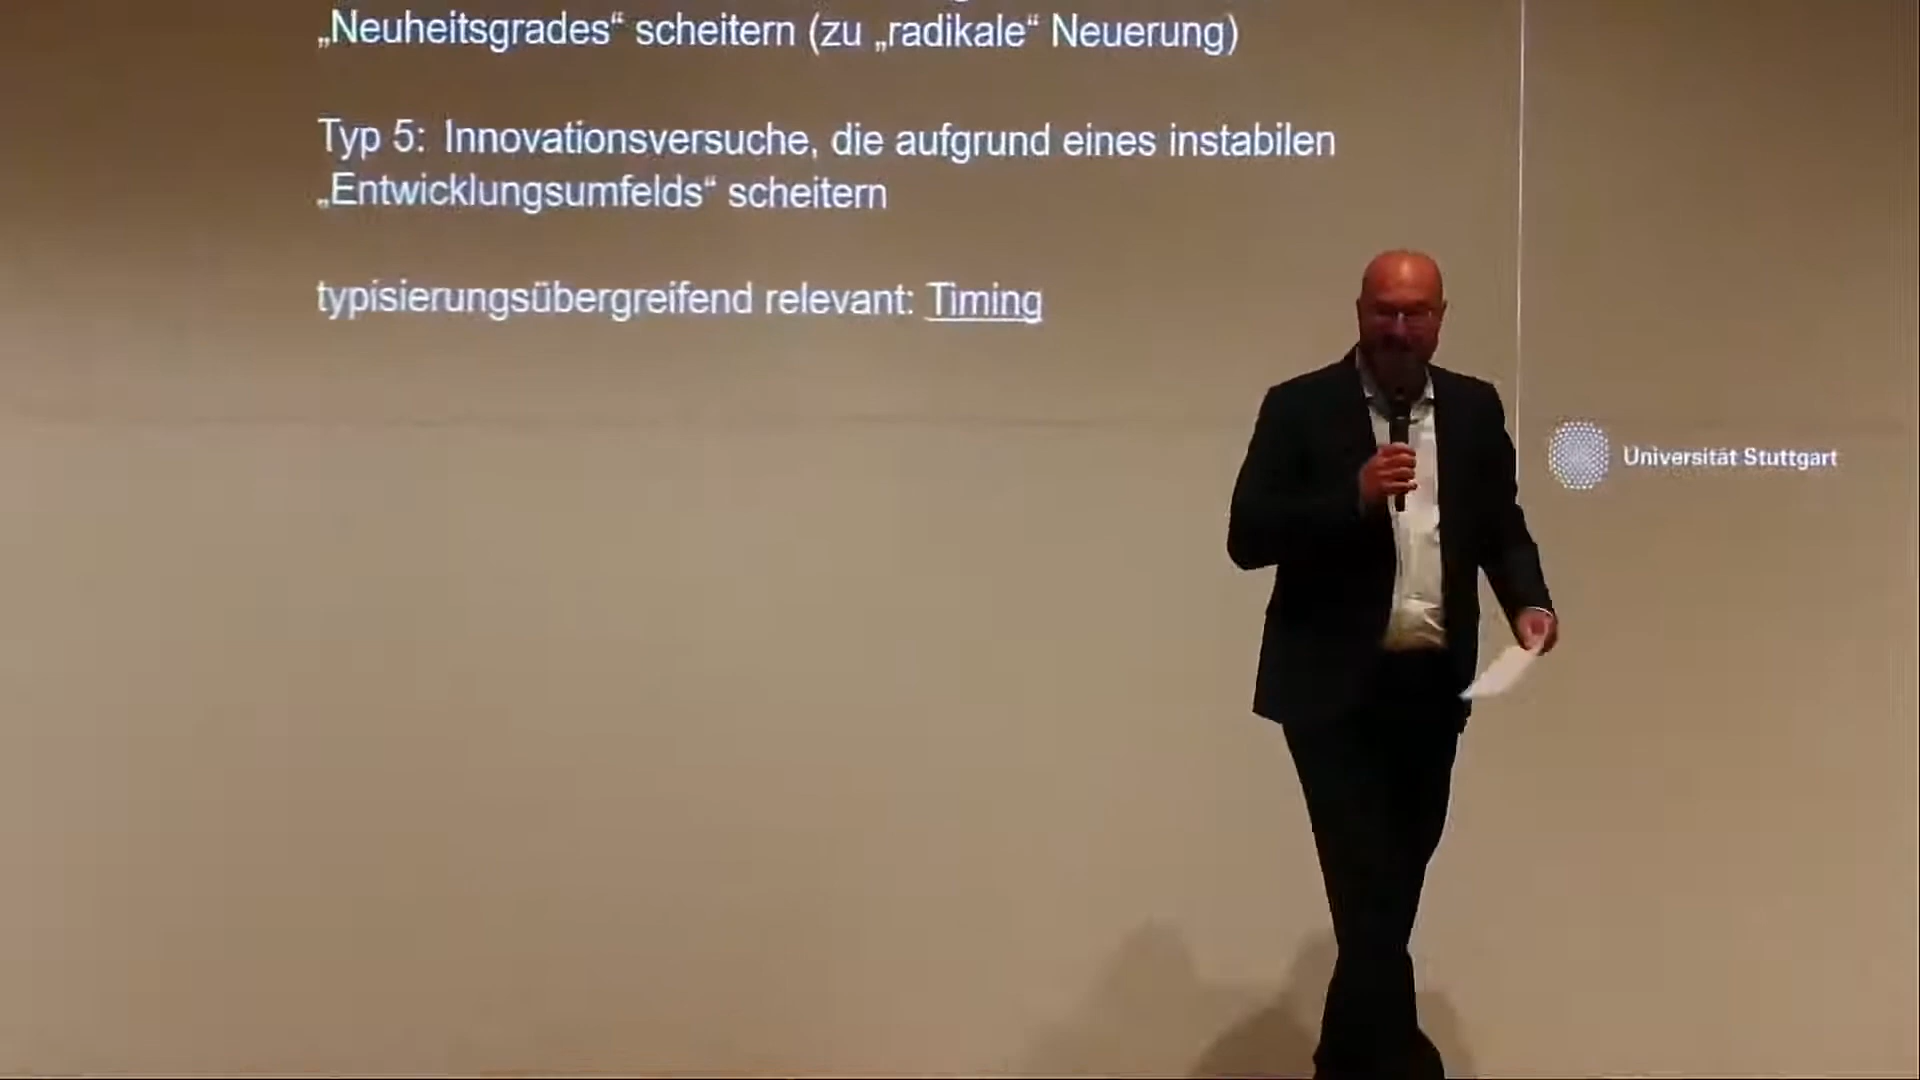 „Neuheitsgrades“ scheitern (zu „radikale“ Neuerung)
Typ 5: Innovationsversuche, die aufgrund eines instabilen
„Entwicklungsumfelds“ scheitern
typisierungsübergreifend relevant: Timing
Universität Stuttgart